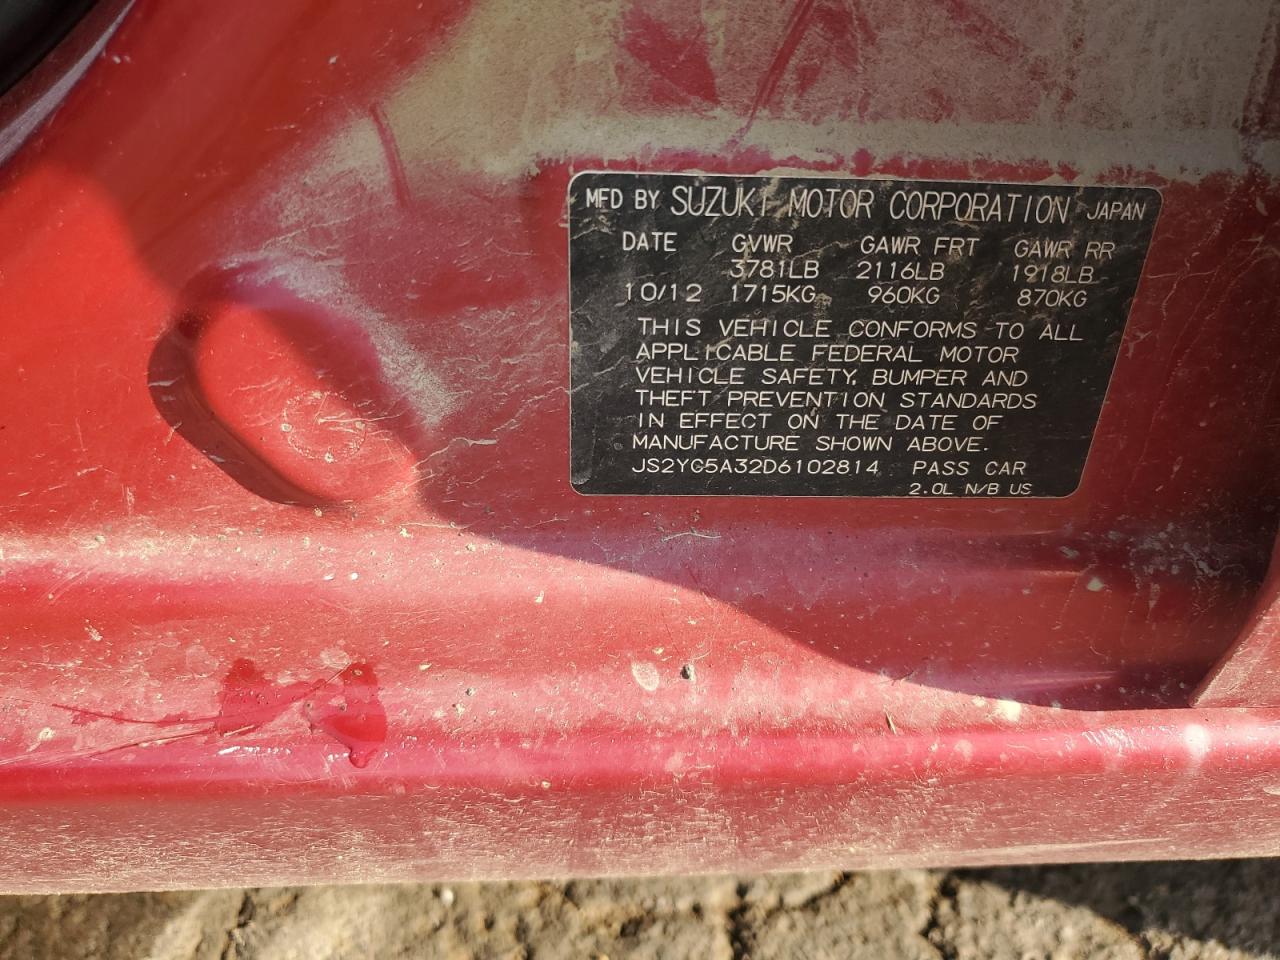 MFD BY SUZUKI MOTOR CORPORATION JAPAN
DATE GVWR GAWR FRT GAWR RR
3781LB 2116LB 1918LB
10/12 1715KG 960KG 870KG
THIS VEHICLE CONFORMS TO ALL
APPLICABLE FEDERAL MOTOR
VEHICLE SAFETY, BUMPER AND
THEFT PREVENTION STANDARDS
IN EFFECT ON THE DATE OF
MANUFACTURE SHOWN ABOVE.
JS2YG5A32D6102814 PASS CAR
2.0L N/B US